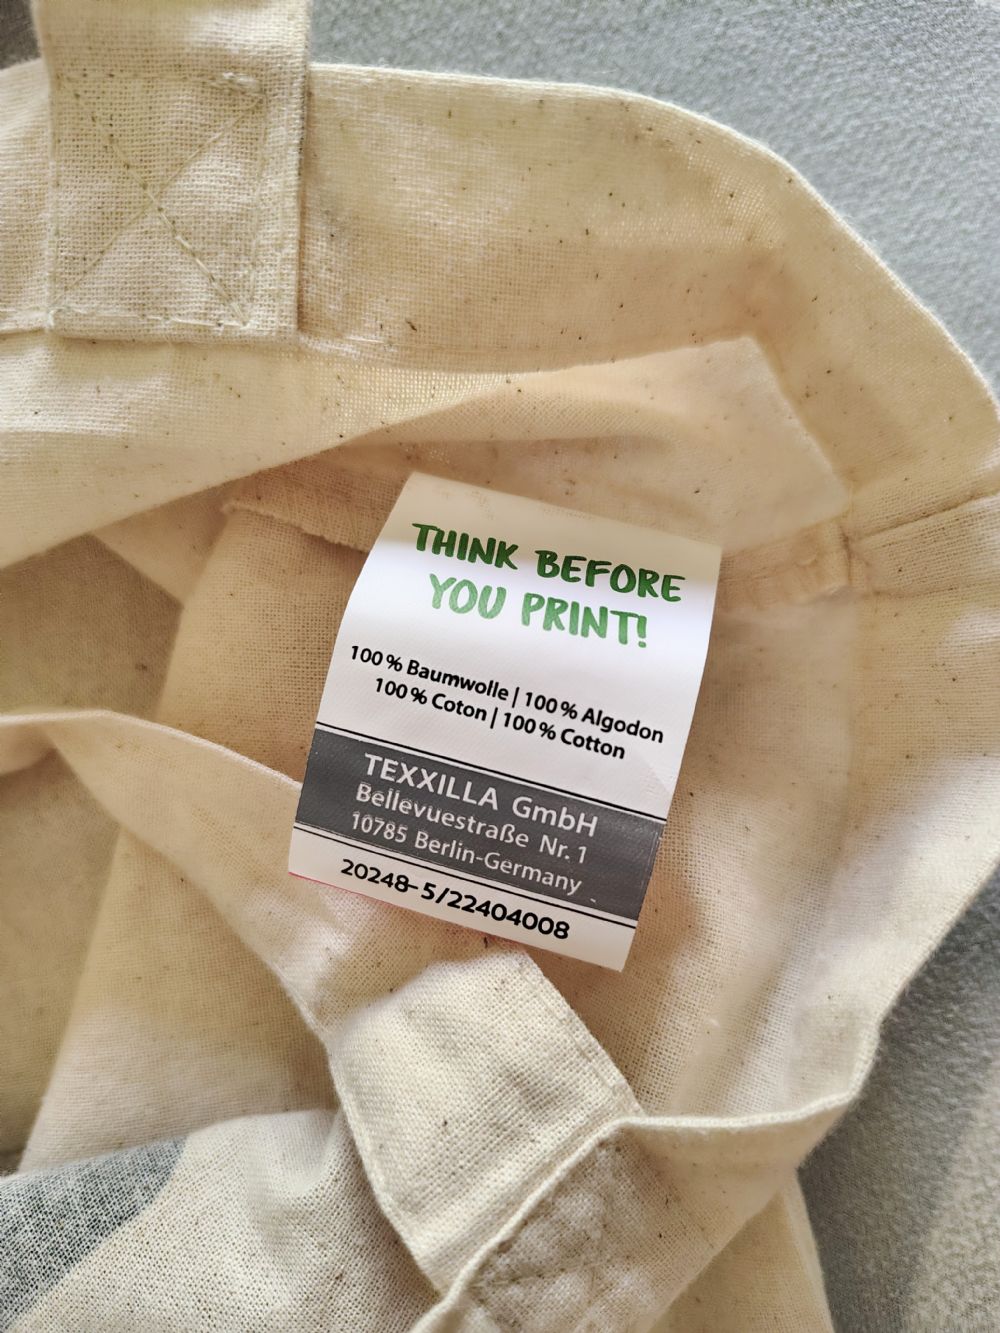 THINK BEFORE
YOU PRINT!
100 % Baumwolle | 100 % Algodon
100 % Coton | 100 % Cotton
TEXXILLA GmbH
Bellevuestraße Nr. 1
10785 Berlin-Germany
20248-5/22404008